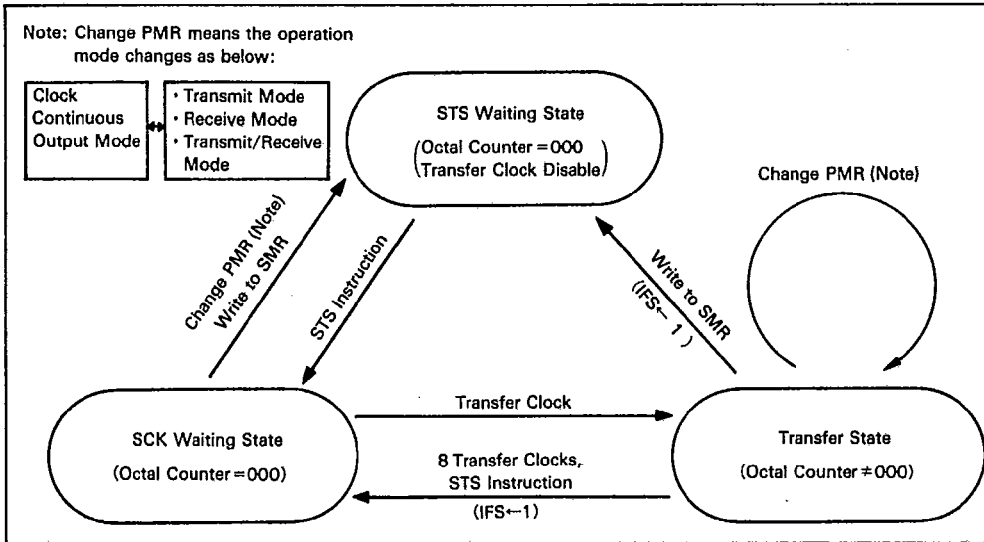 Note: Change PMR means the operation
mode changes as below:
Clock
Continuous
Output Mode
· Transmit Mode
· Receive Mode
· Transmit/Receive
Mode
STS Waiting State
(Octal Counter=000
Transfer Clock Disable)
Change PMR (Note)
Change PMR (Note)
Write to SMR
STS Instruction
Write to SMR
(IFS← 1)
SCK Waiting State
(Octal Counter=000)
Transfer Clock
8 Transfer Clocks,
STS Instruction
(IFS←1)
Transfer State
(Octal Counter≠000)